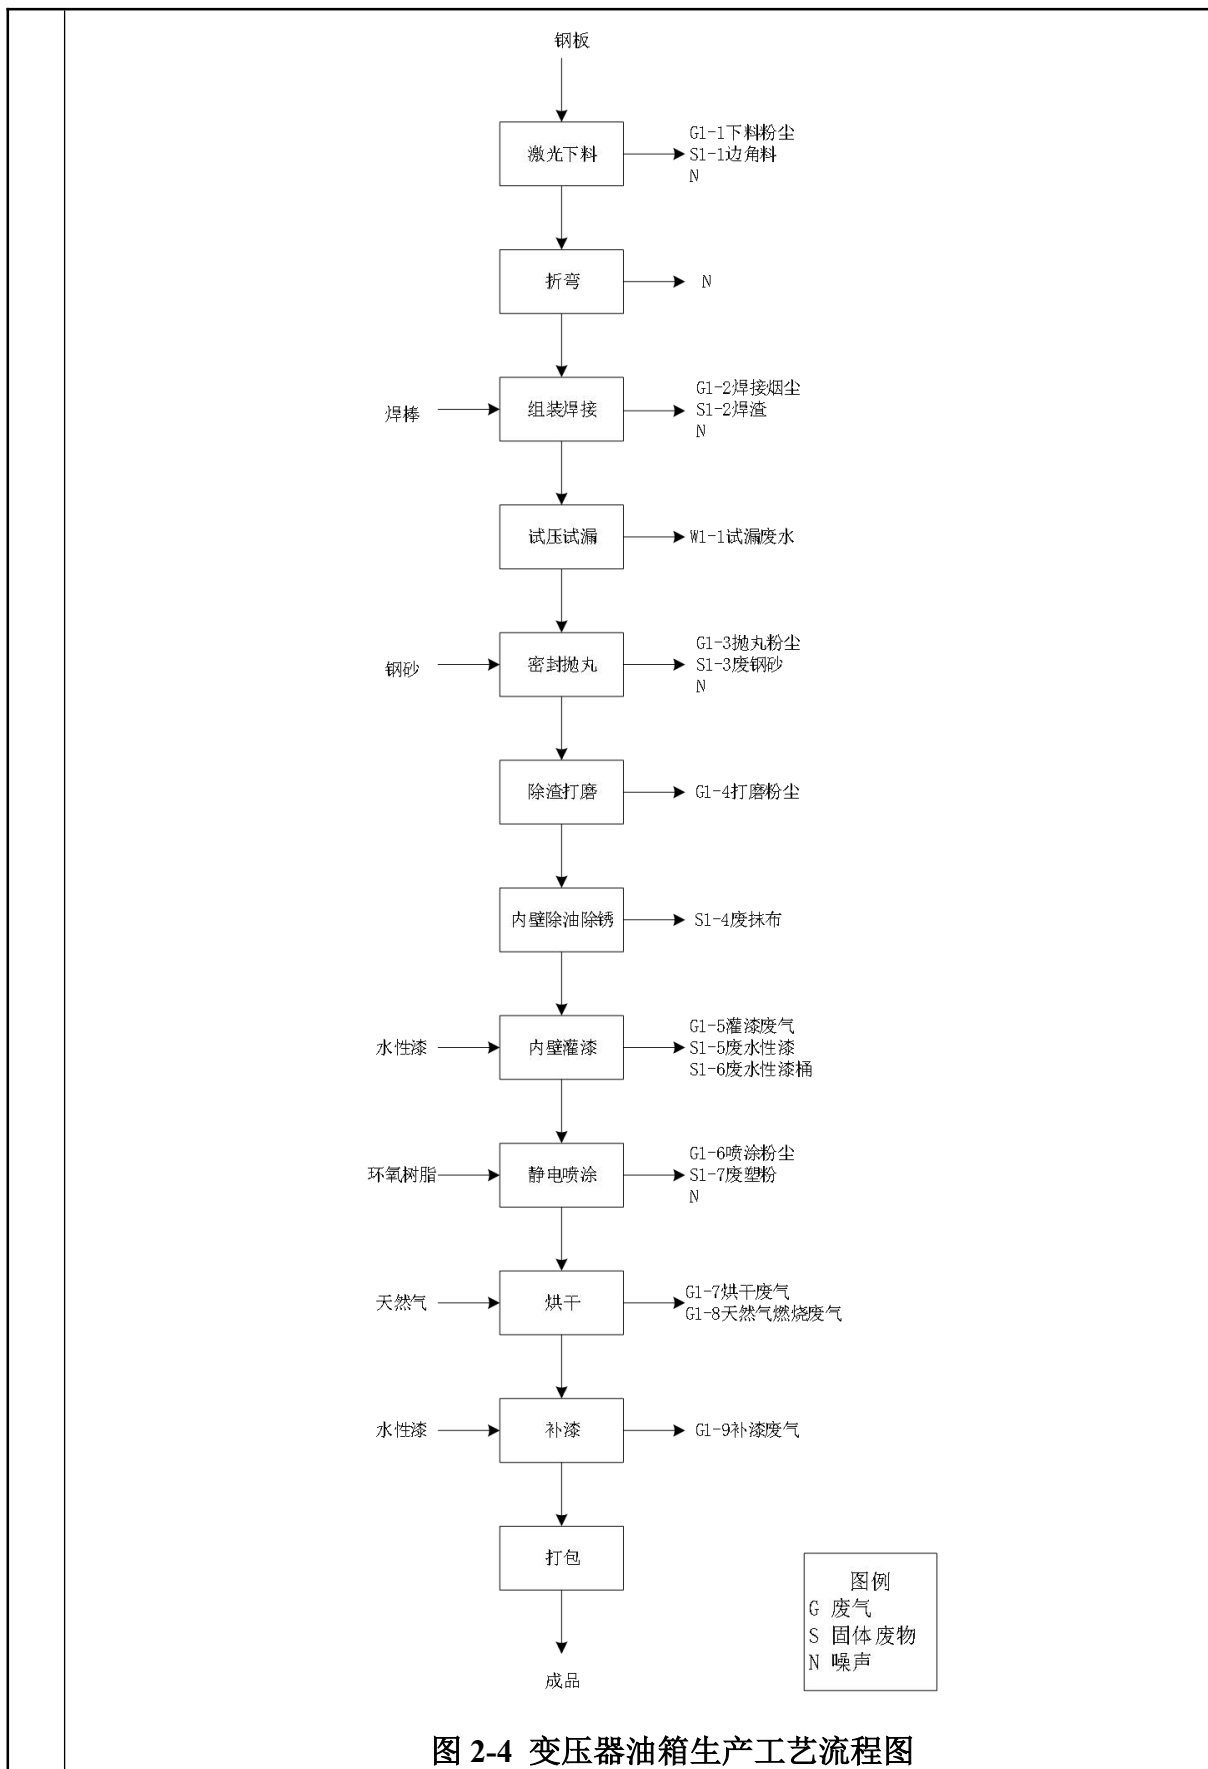 钢板
激光下料
G1-1下料粉尘
S1-1边角料
N
折弯
N
焊棒
组装焊接
G1-2焊接烟尘
S1-2焊渣
N
试压试漏
W1-1试漏废水
钢砂
密封抛丸
G1-3抛丸粉尘
S1-3废钢砂
N
除渣打磨
G1-4打磨粉尘
内壁除油除锈
S1-4废抹布
水性漆
内壁灌漆
G1-5灌漆废气
S1-5废水性漆
S1-6废水性漆桶
环氧树脂
静电喷涂
G1-6喷涂粉尘
S1-7废塑粉
N
天然气
烘干
G1-7烘干废气
G1-8天然气燃烧废气
水性漆
补漆
G1-9补漆废气
打包
成品
图例
G 废气
S 固体废物
N 噪声
图 2-4 变压器油箱生产工艺流程图